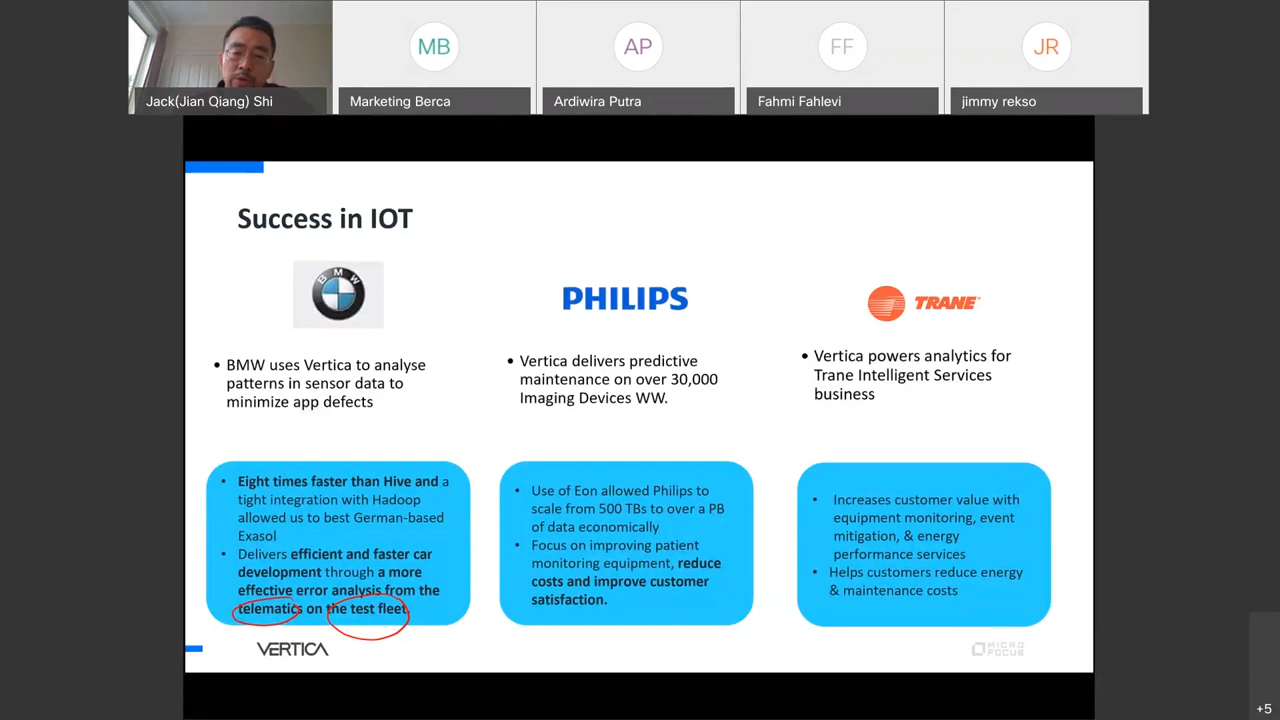 MB
AP
FF
JR
Jack(Jian Qiang) Shi
Marketing Berca
Ardiwira Putra
Fahmi Fahlevi
jimmy rekso
Success in IOT
BMW
PHILIPS
TRANE
• BMW uses Vertica to analyse
patterns in sensor data to
minimize app defects
• Vertica delivers predictive
maintenance on over 30,000
Imaging Devices WW.
• Vertica powers analytics for
Trane Intelligent Services
business
• Eight times faster than Hive and a
tight integration with Hadoop
allowed us to best German-based
Exasol
• Delivers efficient and faster car
development through a more
effective error analysis from the
telematics on the test fleet.
• Use of Eon allowed Philips to
scale from 500 TBs to over a PB
of data economically
• Focus on improving patient
monitoring equipment, reduce
costs and improve customer
satisfaction.
• Increases customer value with
equipment monitoring, event
mitigation, & energy
performance services
• Helps customers reduce energy
& maintenance costs
VERTICA
MICRO
FOCUS
+5